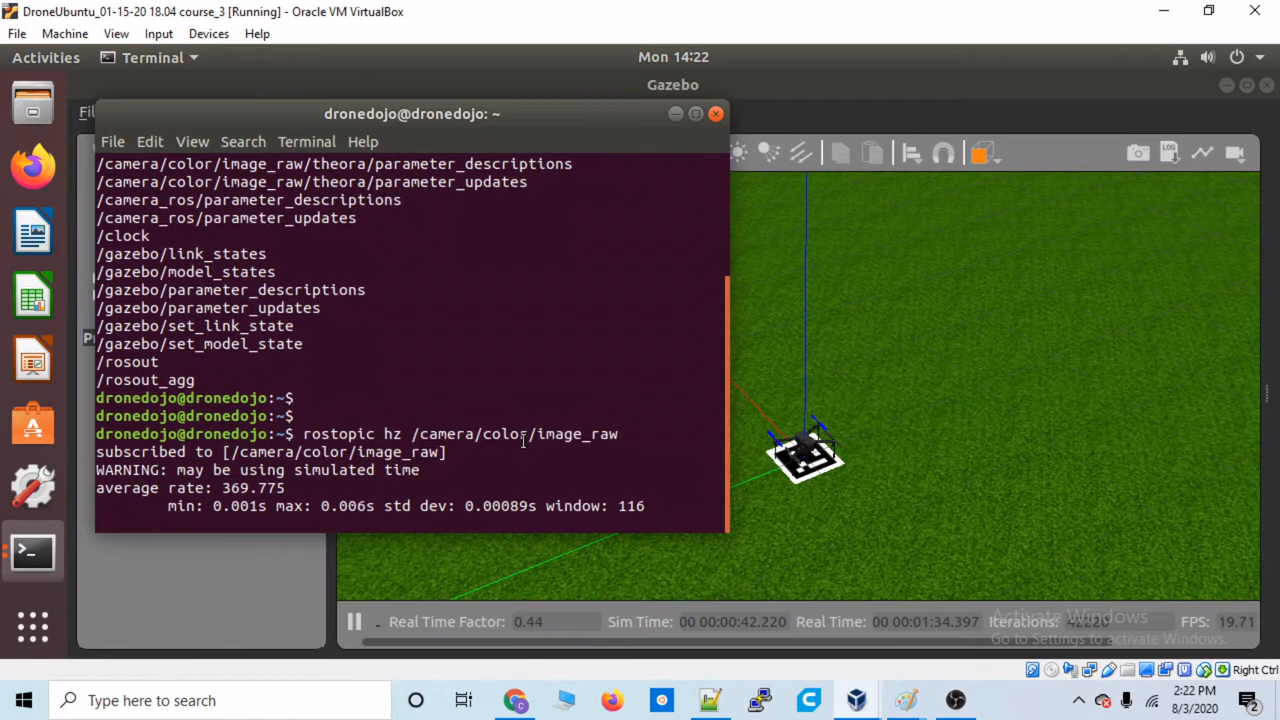 DroneUbuntu_01-15-20 18.04 course_3 [Running] - Oracle VM VirtualBox
File Machine View Input Devices Help
Activities Terminal Mon 14:22
Gazebo
dronedojo@dronedojo: ~
File Edit View Search Terminal Help
/camera/color/image_raw/theora/parameter_descriptions
/camera/color/image_raw/theora/parameter_updates
/camera_ros/parameter_descriptions
/camera_ros/parameter_updates
/clock
/gazebo/link_states
/gazebo/model_states
/gazebo/parameter_descriptions
/gazebo/parameter_updates
/gazebo/set_link_state
/gazebo/set_model_state
/rosout
/rosout_agg
dronedojo@dronedojo:~$
dronedojo@dronedojo:~$
dronedojo@dronedojo:~$ rostopic hz /camera/color/image_raw
subscribed to [/camera/color/image_raw]
WARNING: may be using simulated time
average rate: 369.775
min: 0.001s max: 0.006s std dev: 0.00089s window: 116
LOG
Real Time Factor: 0.44 Sim Time: 00 00:00:42.220 Real Time: 00 00:01:34.397 Iterations: 42220 FPS: 19.71
Activate Windows
Go to Settings to activate Windows.
Right Ctrl
Type here to search
2:22 PM
8/3/2020
2